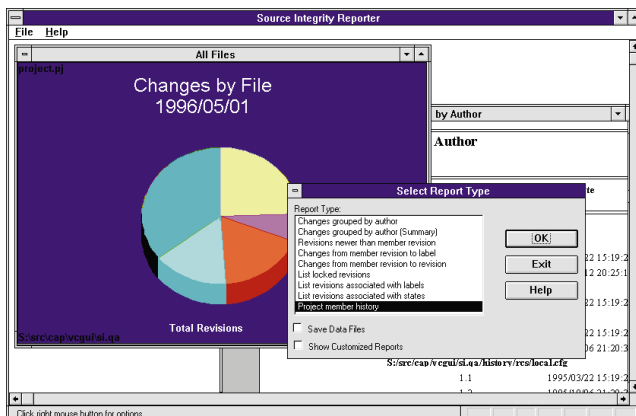 Source Integrity Reporter
File Help
All Files
project.pj
Changes by File
1996/05/01
Total Revisions
S:/src/cap/vcgui/si.qa
by Author
Author
Select Report Type
Report Type:
Changes grouped by author
Changes grouped by author (Summary)
Revisions newer than member revision
Changes from member revision to label
Changes from member revision to revision
List locked revisions
List revisions associated with labels
List revisions associated with states
Project member history
Save Data Files
Show Customized Reports
OK
Exit
Help
S:/src/cap/vcgui/si.qa/history/rcs/local.cfg
1.1 1995/03/22 15:19:2
Click right mouse button for options